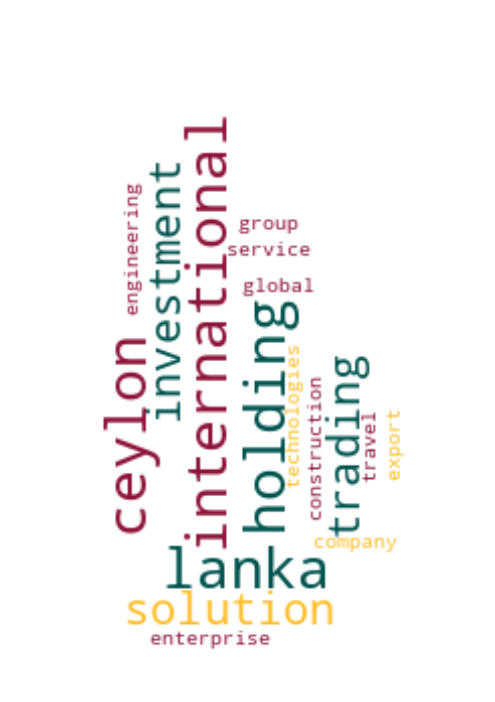 engineering
investment
international
group
service
global
ceylon
holding
technologies
construction
trading
travel
export
company
lanka
solution
enterprise